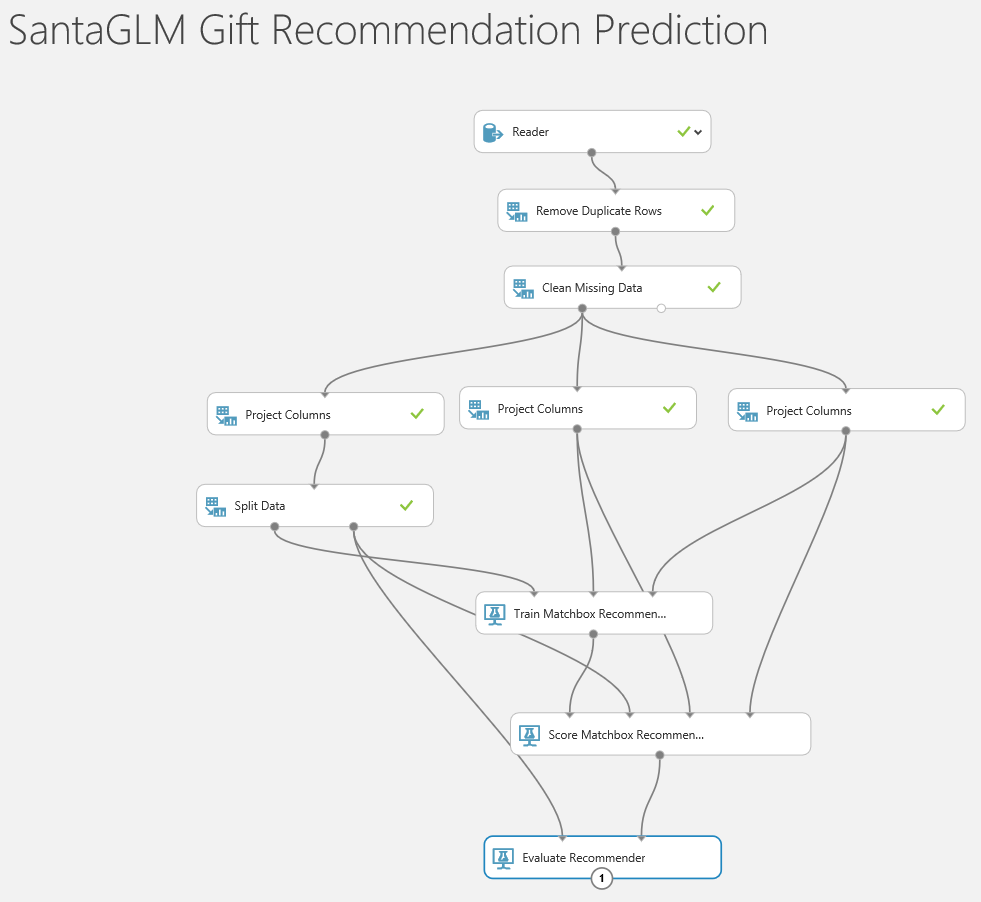 SantaGLM Gift Recommendation Prediction
Reader
Remove Duplicate Rows
Clean Missing Data
Project Columns
Project Columns
Project Columns
Split Data
Train Matchbox Recommen...
Score Matchbox Recommen...
Evaluate Recommender
1